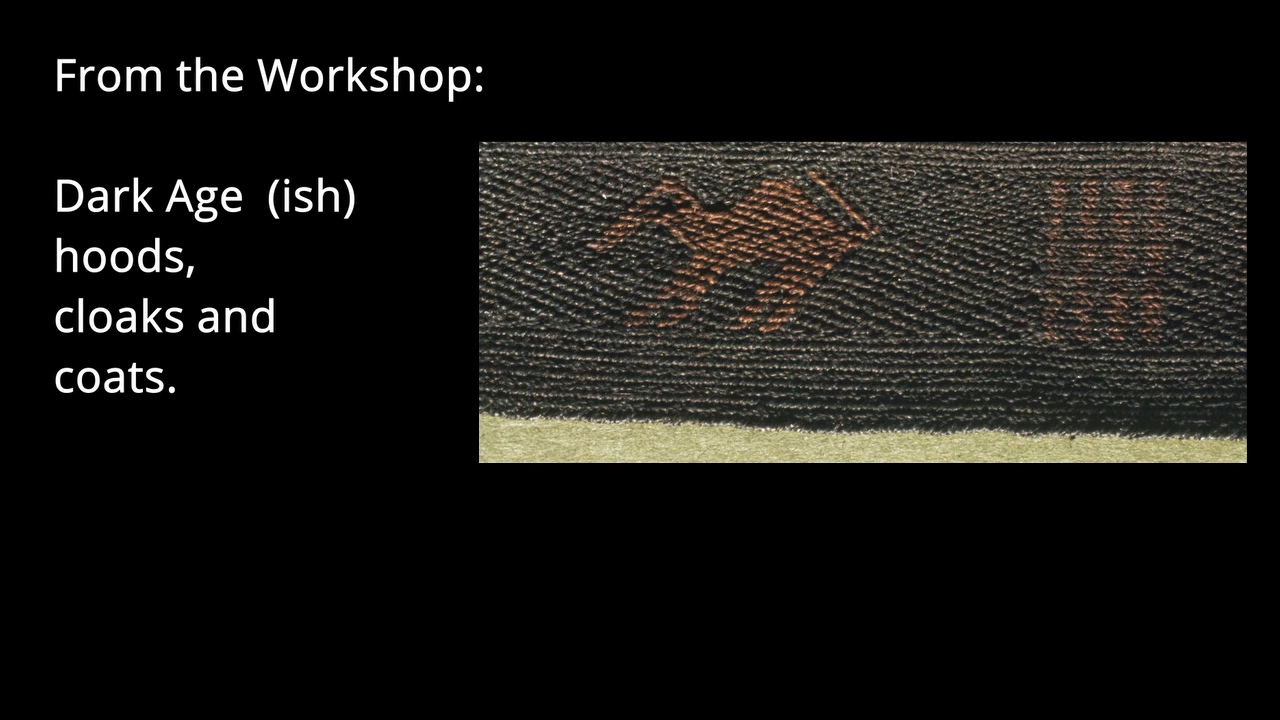 From the Workshop:
Dark Age  (ish)
hoods,
cloaks and
coats.